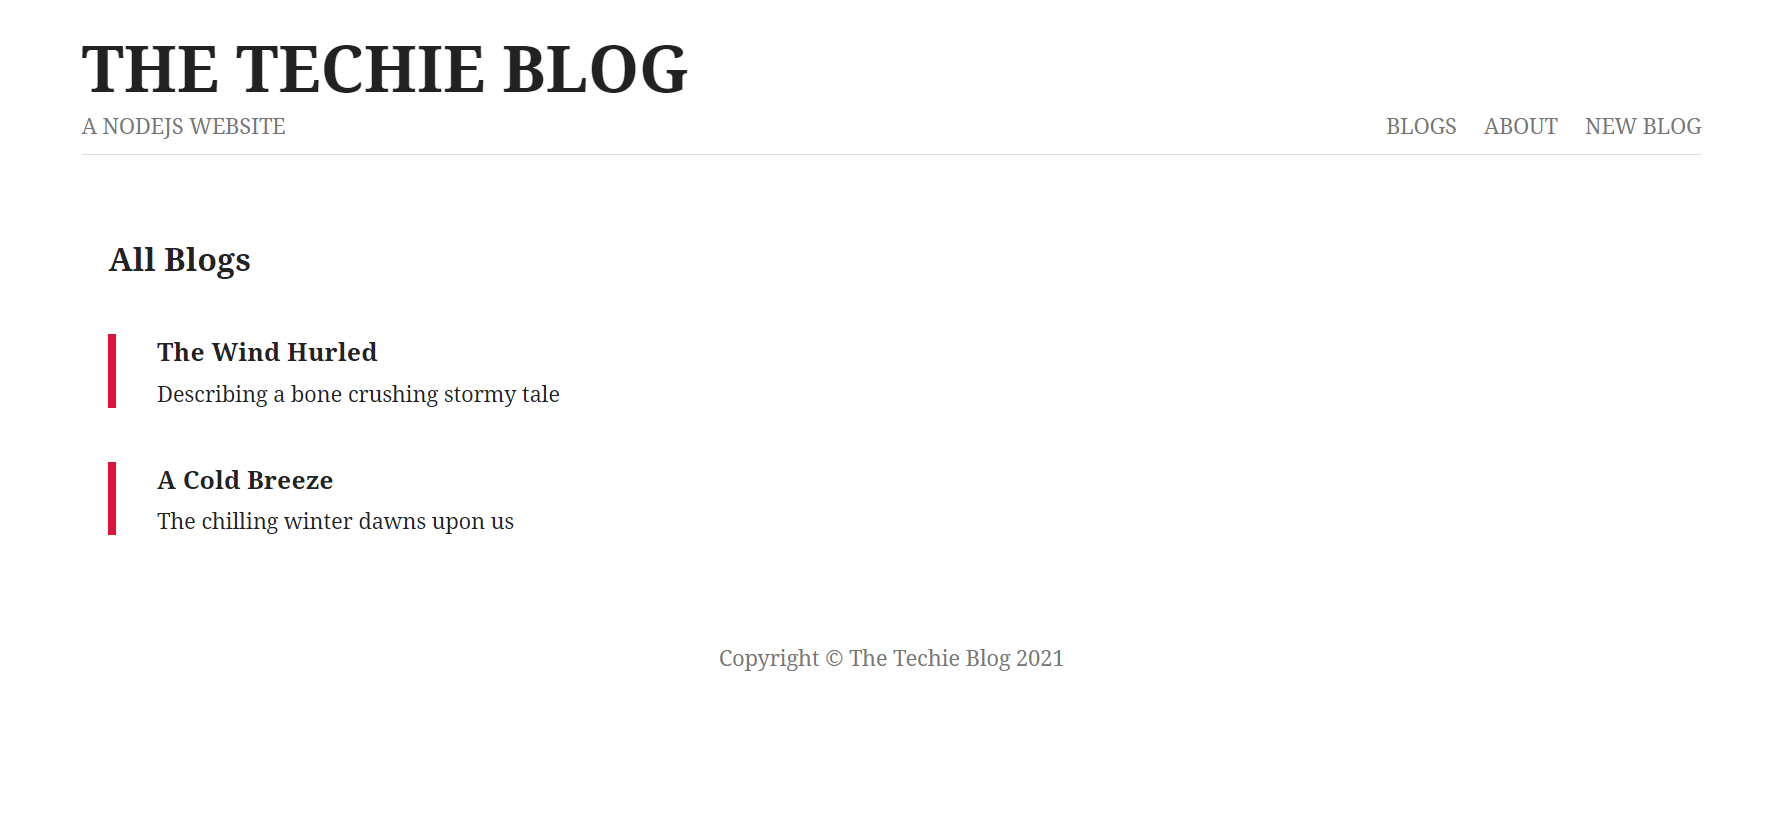 THE TECHIE BLOG
A NODEJS WEBSITE
BLOGS ABOUT NEW BLOG
All Blogs
The Wind Hurled
Describing a bone crushing stormy tale
A Cold Breeze
The chilling winter dawns upon us
Copyright © The Techie Blog 2021